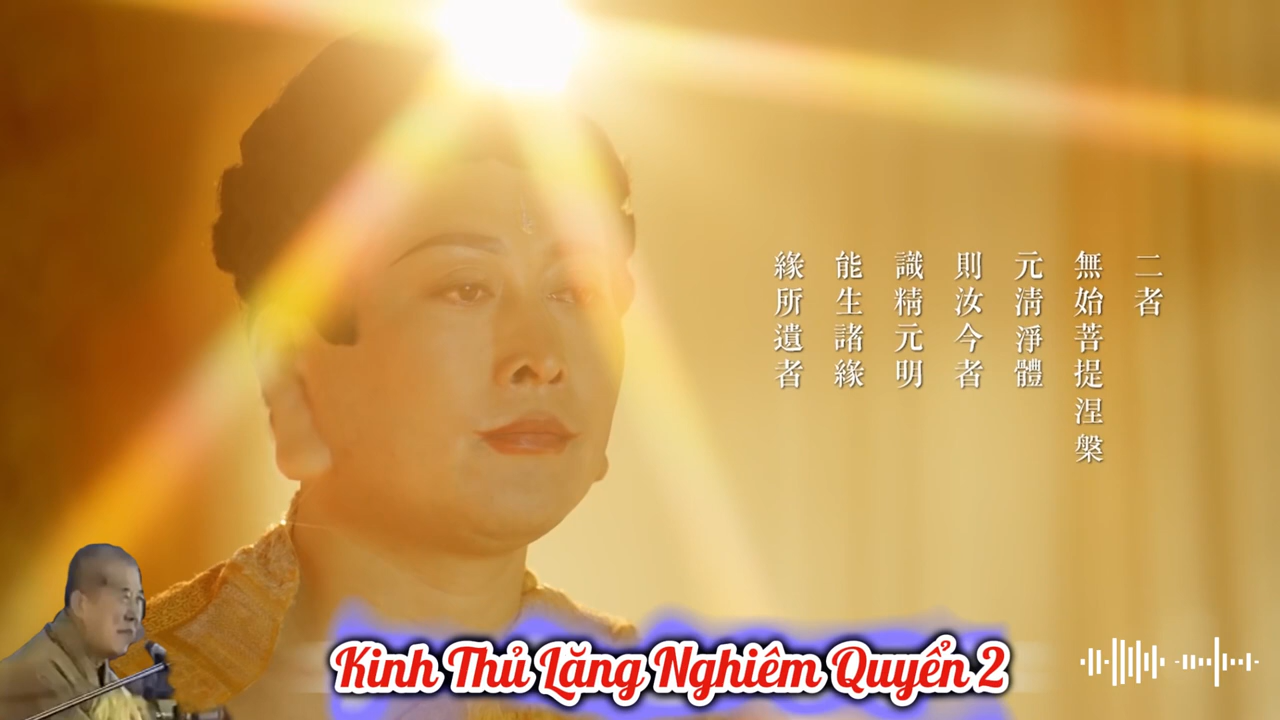 二者
無始菩提涅槃
元清淨體
則汝今者
識精元明
能生諸緣
緣所遺者
Kinh Thủ Lăng Nghiêm Quyển 2